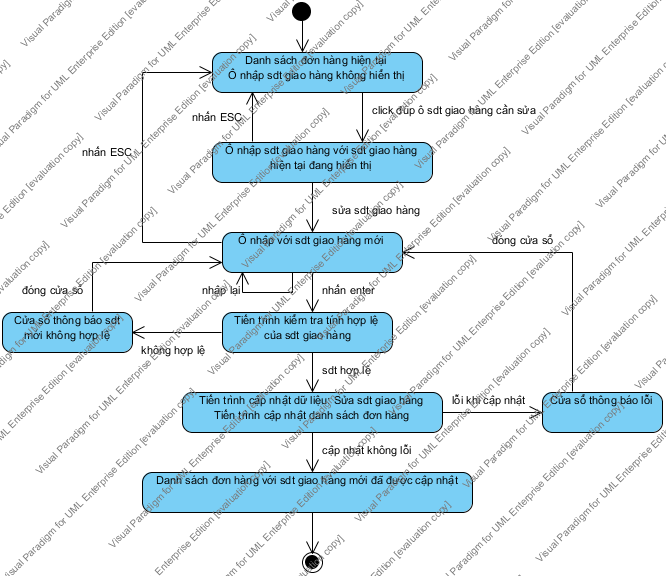 Danh sách đơn hàng hiện tại
Ô nhập sdt giao hàng không hiển thị
nhấn ESC
click đúp ô sdt giao hàng cần sửa
nhấn ESC
Ô nhập sdt giao hàng với sdt giao hàng
hiện tại đang hiển thị
sửa sdt giao hàng
Ô nhập với sdt giao hàng mới
đóng cửa sổ
đóng cửa sổ
nhập lại
nhấn enter
Cửa sổ thông báo sdt
mới không hợp lệ
Tiến trình kiểm tra tính hợp lệ
của sdt giao hàng
không hợp lệ
sdt hợp lệ
Tiến trình cập nhật dữ liệu: Sửa sdt giao hàng
Tiến trình cập nhật danh sách đơn hàng
lỗi khi cập nhật
Cửa sổ thông báo lỗi
cập nhật không lỗi
Danh sách đơn hàng với sdt giao hàng mới đã được cập nhật
Visual Paradigm for UML Enterprise Edition [evaluation copy]